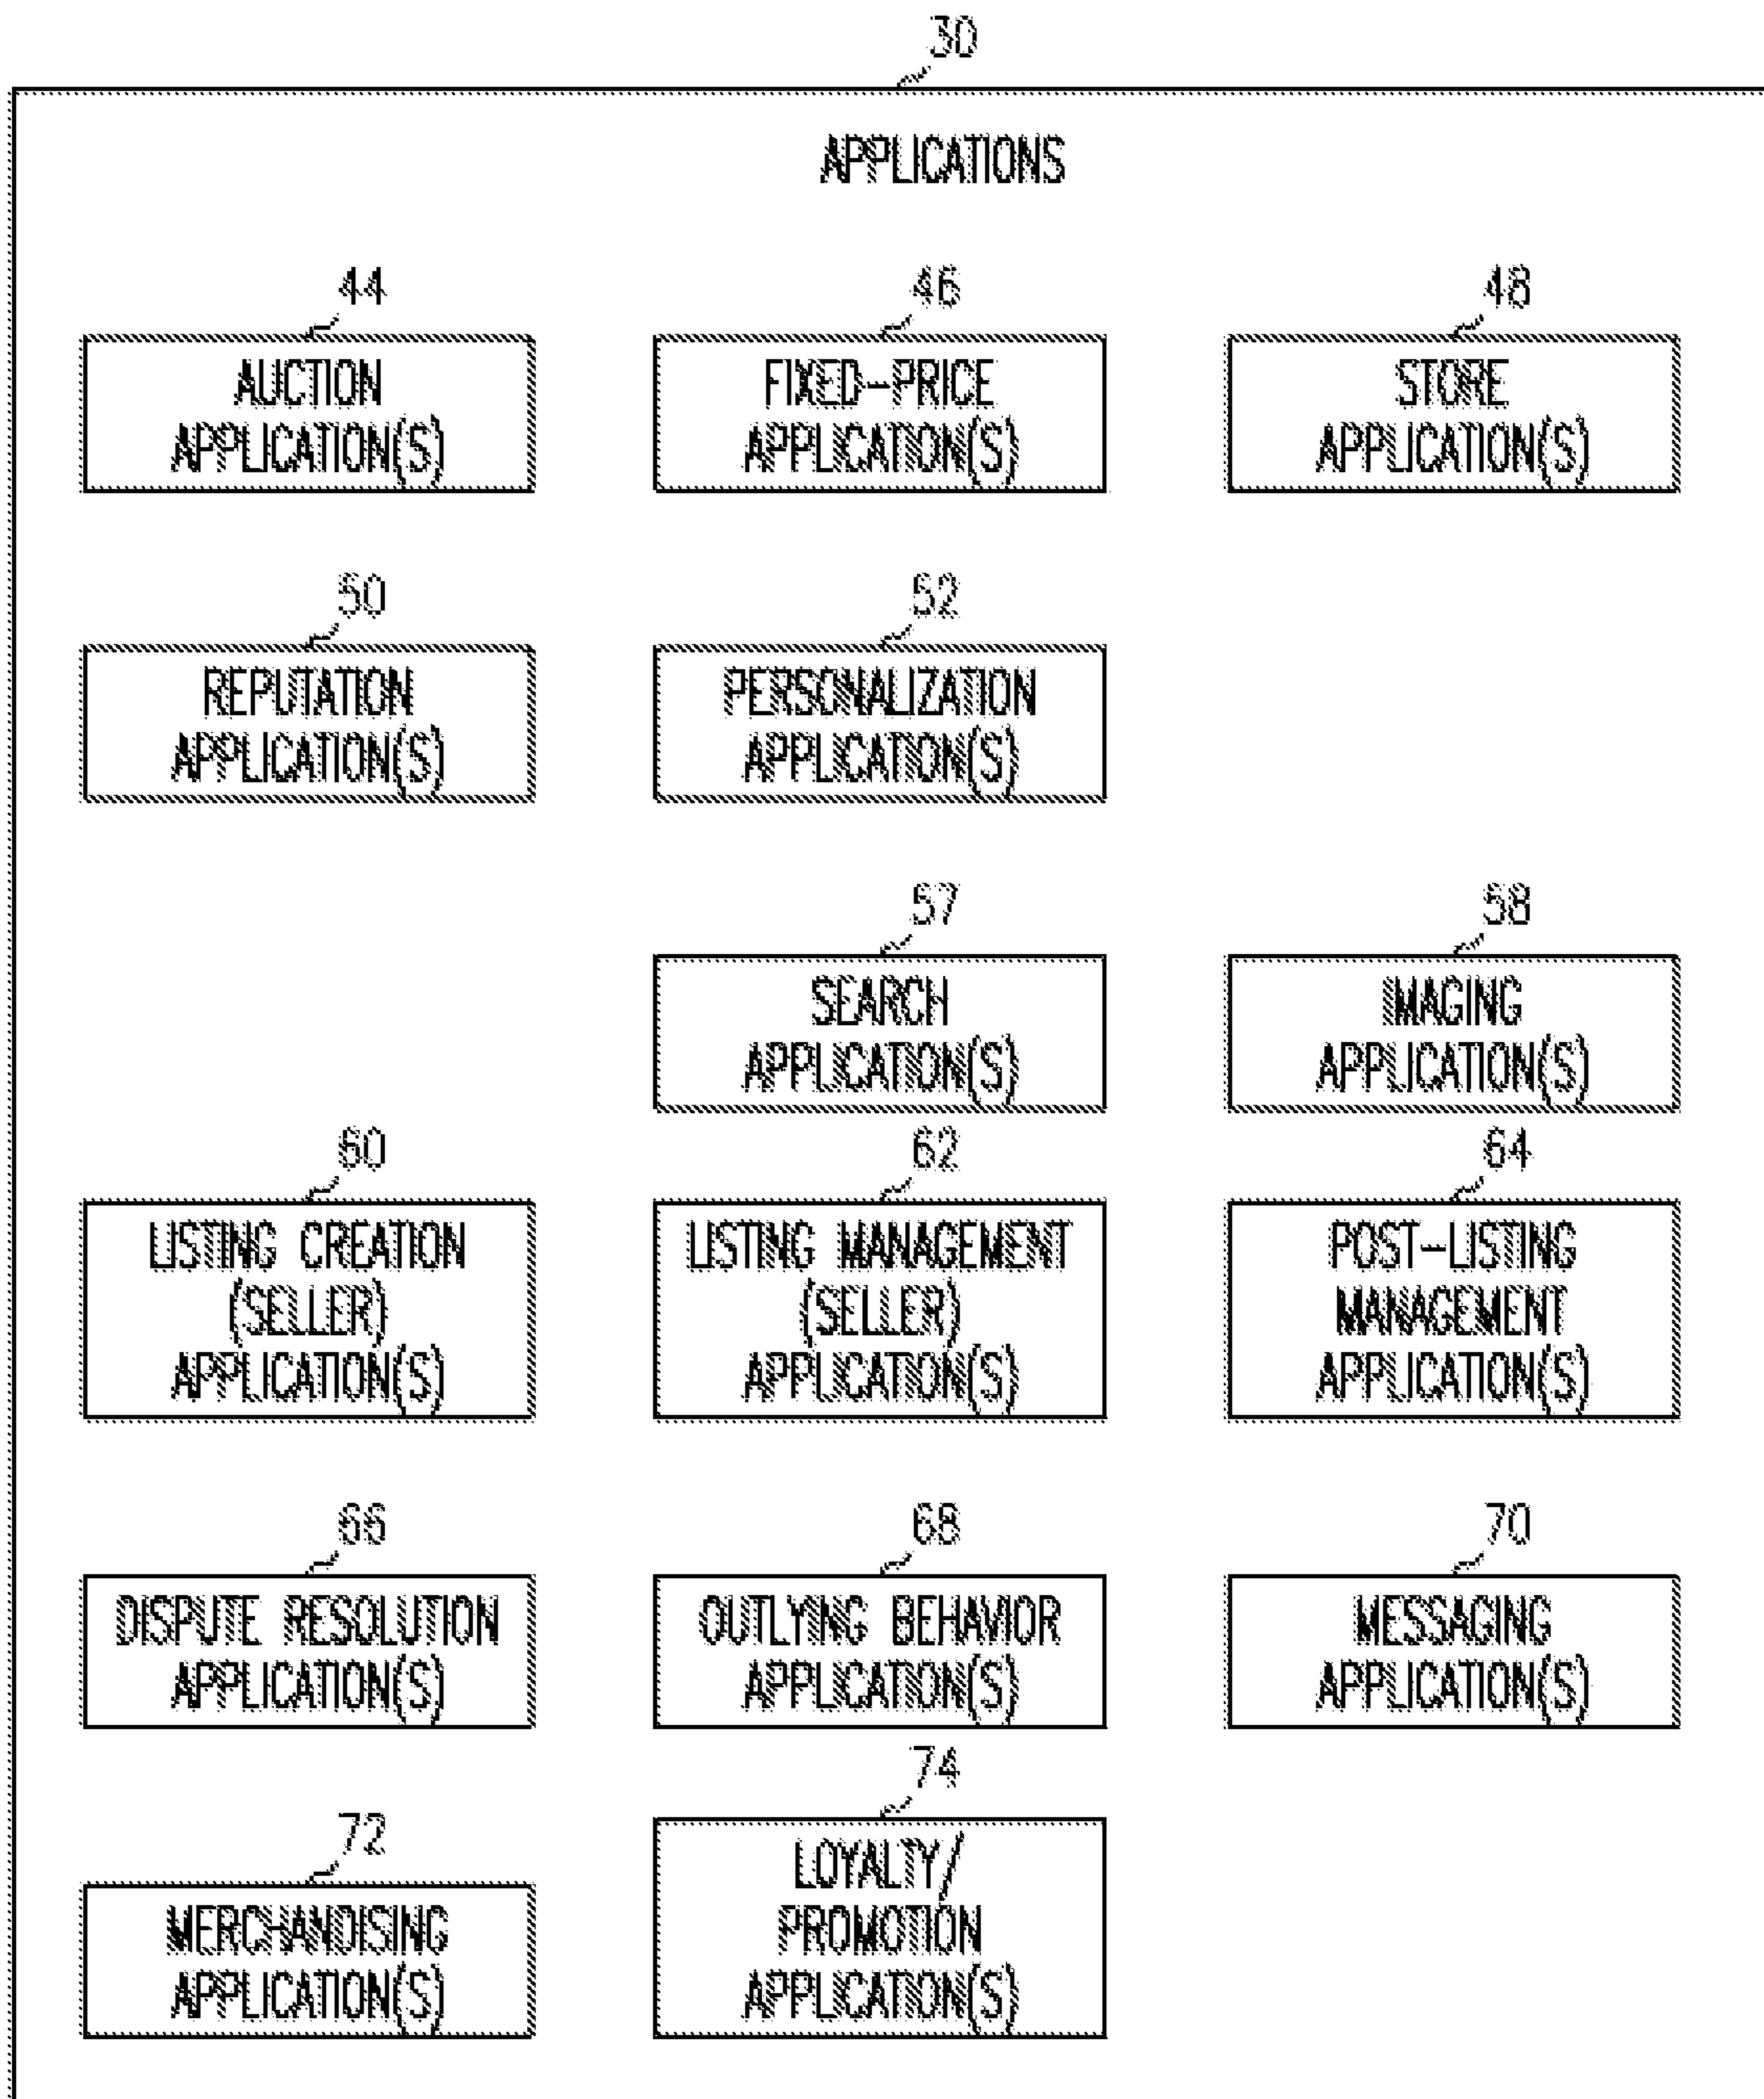 30
APPLICATIONS
44
AUCTION
APPLICATION(S)
46
FIXED-PRICE
APPLICATION(S)
48
STORE
APPLICATION(S)
50
REPUTATION
APPLICATION(S)
52
PERSONALIZATION
APPLICATION(S)
57
SEARCH
APPLICATION(S)
58
IMAGING
APPLICATION(S)
60
LISTING CREATION
(SELLER)
APPLICATION(S)
62
LISTING MANAGEMENT
(SELLER)
APPLICATION(S)
64
POST-LISTING
MANAGEMENT
APPLICATION(S)
66
DISPUTE RESOLUTION
APPLICATION(S)
68
OUTLYING BEHAVIOR
APPLICATION(S)
70
MESSAGING
APPLICATION(S)
72
MERCHANDISING
APPLICATION(S)
74
LOYALTY/
PROMOTION
APPLICATION(S)